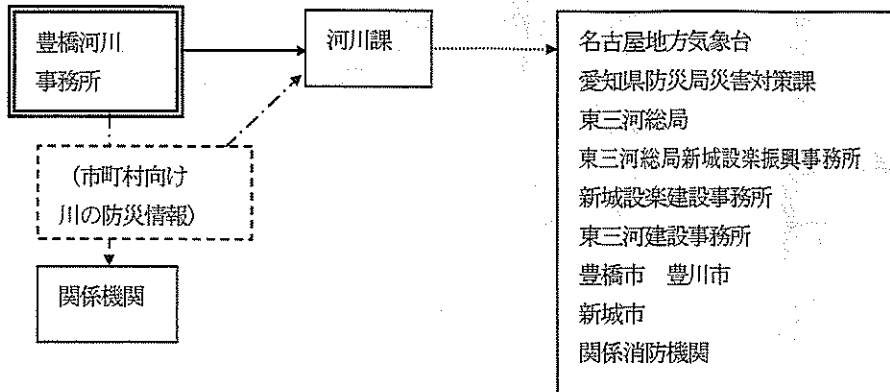 豊橋河川
事務所
河川課
名古屋地方気象台
愛知県防災局災害対策課
東三河総局
東三河総局新城設楽振興事務所
新城設楽建設事務所
東三河建設事務所
豊橋市　豊川市
新城市
関係消防機関
（市町村向け
川の防災情報）
関係機関